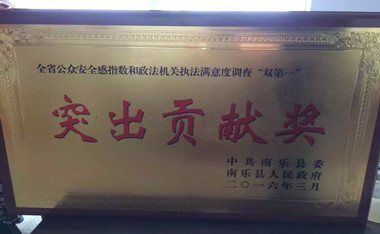 全省公众安全感指数和政法机关执法满意度调查“双第一”
突出贡献奖
中共南乐县委
南乐县人民政府
二〇一六年三月